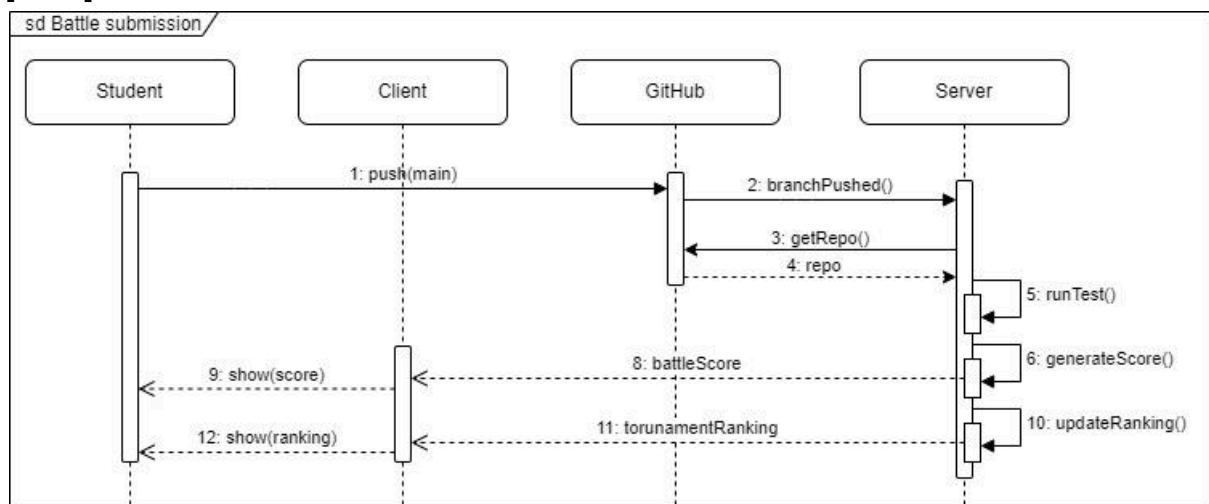 sd Battle submission
Student
Client
GitHub
Server
1: push(main)
2: branchPushed()
3: getRepo()
4: repo
5: runTest()
6: generateScore()
8: battleScore
9: show(score)
10: updateRanking()
11: torunamentRanking
12: show(ranking)